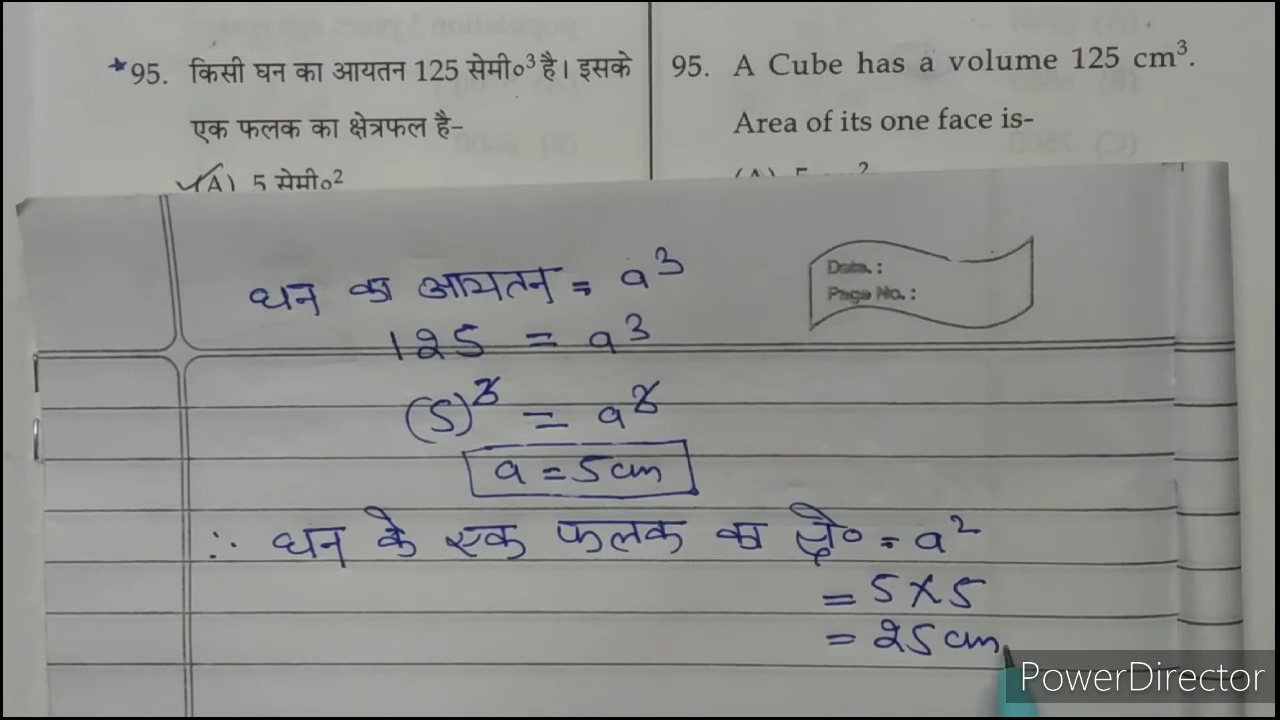 *95. किसी घन का आयतन 125 सेमी०³ है। इसके
एक फलक का क्षेत्रफल है-
(A) 5 सेमी०²
95. A Cube has a volume 125 cm³.
Area of its one face is-
घन का आयतन = a³
125 = a³
(5)³ = a³
a = 5 cm
∴ घन के एक फलक का क्षे० = a²
= 5 × 5
= 25 cm
Date. :
Page No. :
PowerDirector